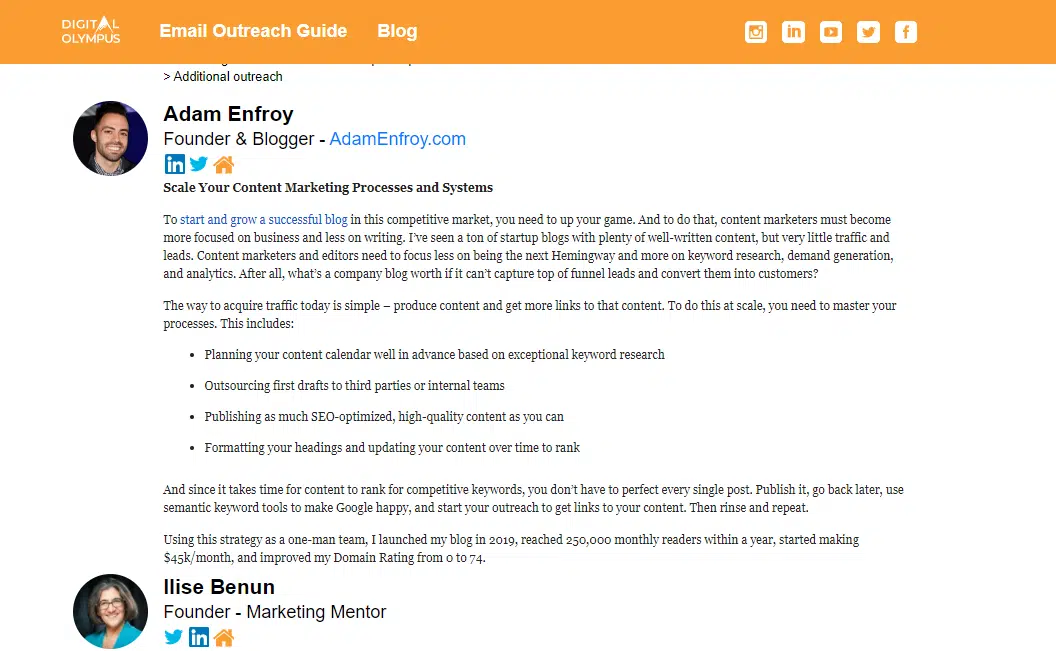 DIGITAL
OLYMPUS
Email Outreach Guide Blog
> Additional outreach
Adam Enfroy
Founder & Blogger - AdamEnfroy.com
Scale Your Content Marketing Processes and Systems
To start and grow a successful blog in this competitive market, you need to up your game. And to do that, content marketers must become
more focused on business and less on writing. I’ve seen a ton of startup blogs with plenty of well-written content, but very little traffic and
leads. Content marketers and editors need to focus less on being the next Hemingway and more on keyword research, demand generation,
and analytics. After all, what’s a company blog worth if it can’t capture top of funnel leads and convert them into customers?
The way to acquire traffic today is simple – produce content and get more links to that content. To do this at scale, you need to master your
processes. This includes:
• Planning your content calendar well in advance based on exceptional keyword research
• Outsourcing first drafts to third parties or internal teams
• Publishing as much SEO-optimized, high-quality content as you can
• Formatting your headings and updating your content over time to rank
And since it takes time for content to rank for competitive keywords, you don’t have to perfect every single post. Publish it, go back later, use
semantic keyword tools to make Google happy, and start your outreach to get links to your content. Then rinse and repeat.
Using this strategy as a one-man team, I launched my blog in 2019, reached 250,000 monthly readers within a year, started making
$45k/month, and improved my Domain Rating from 0 to 74.
Ilise Benun
Founder - Marketing Mentor